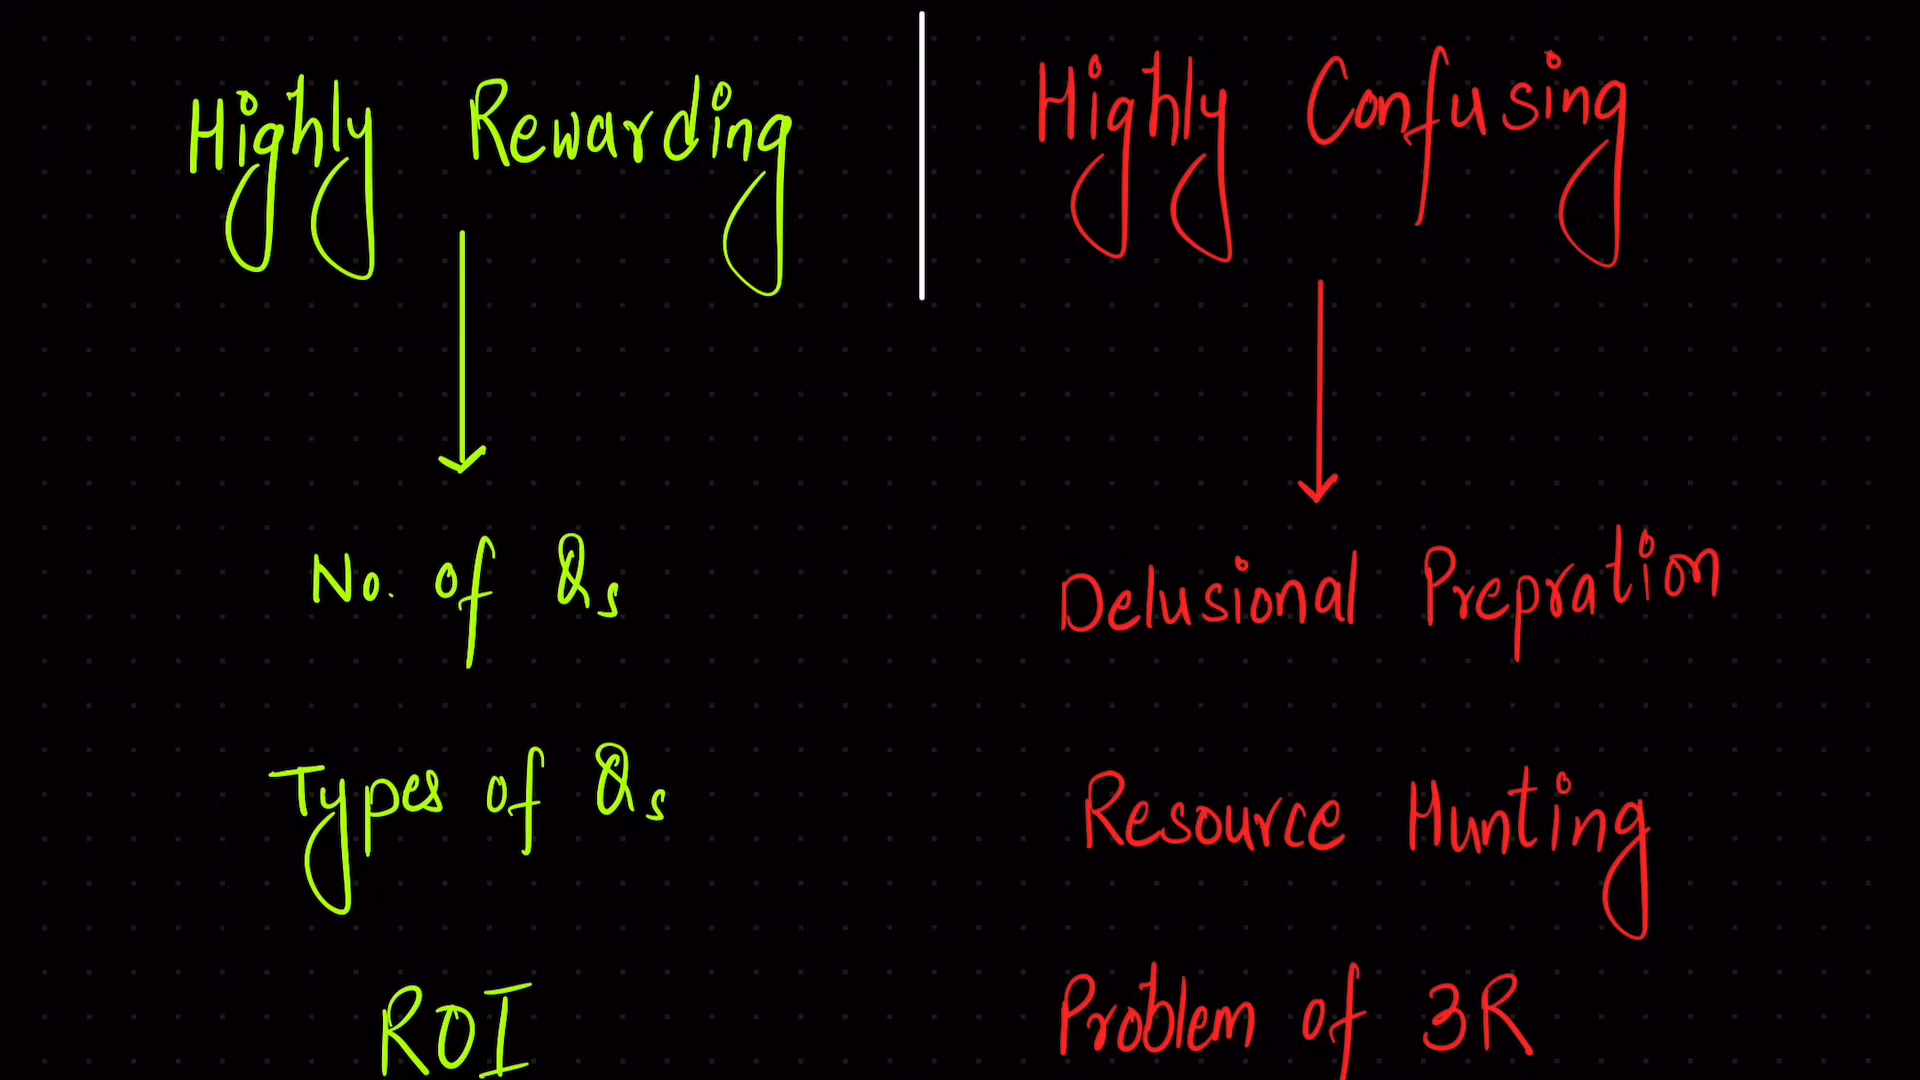 Highly Rewarding
No. of Qs
Types of Qs
ROI
Highly Confusing
Delusional Prepration
Resource Hunting
Problem of 3R